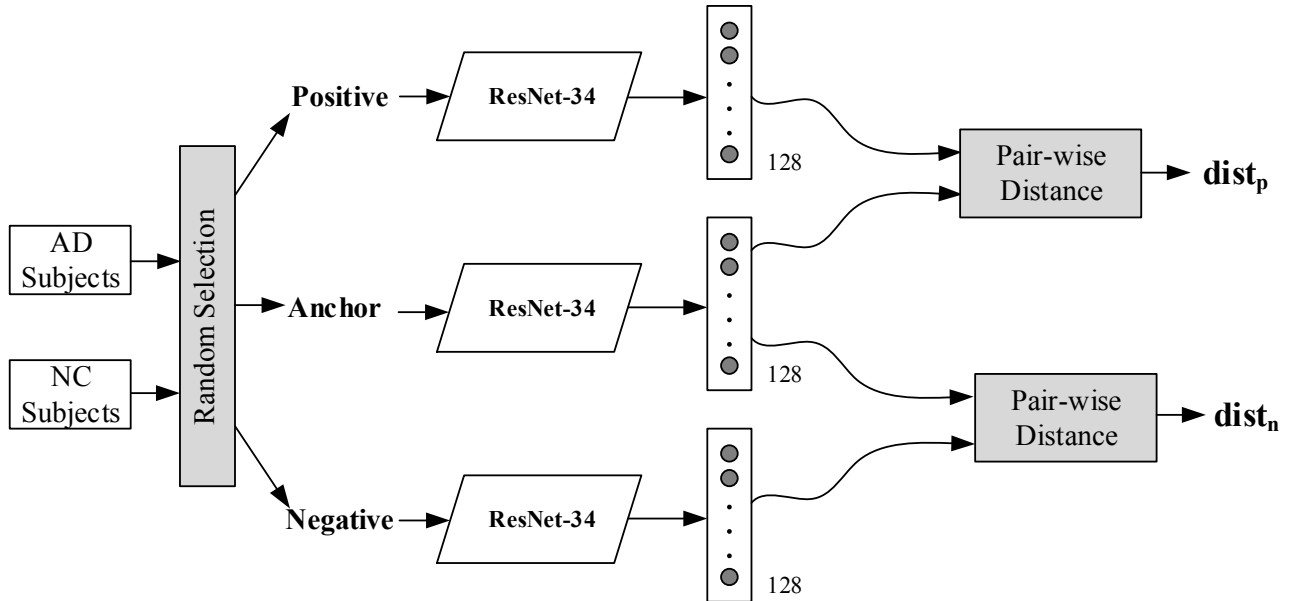 AD
Subjects
NC
Subjects
Random Selection
Positive
ResNet-34
128
Anchor
ResNet-34
128
Negative
ResNet-34
128
Pair-wise
Distance
dist_p
Pair-wise
Distance
dist_n